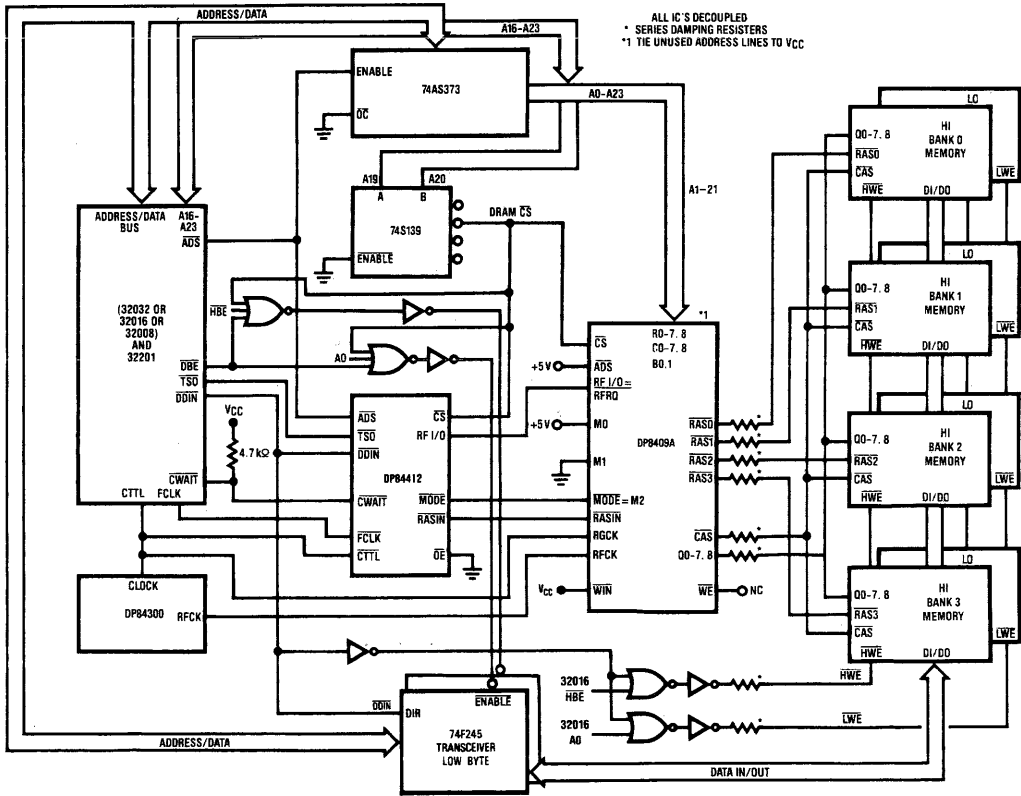 ADDRESS/DATA
A16-A23
ALL IC'S DECOUPLED
* SERIES DAMPING RESISTERS
*1 TIE UNUSED ADDRESS LINES TO VCC
ENABLE
74AS373
OC
A0-A23
A19
A20
A
B
74S139
ENABLE
DRAM CS
A1-21
ADDRESS/DATA
BUS
A16-
A23
ADS
(32032 OR
32016 OR
32008)
AND
32201
HBE
DBE
TSO
DDIN
A0
VCC
4.7kΩ
CWAIT
CTTL
FCLK
ADS
CS
TSO
RF I/O
DDIN
DP84412
CWAIT
MODE
RASIN
FCLK
CTTL
OE
CLOCK
DP84300
RFCK
*1
R0-7, 8
C0-7, 8
B0,1
CS
+5V
ADS
RF I/O=
RFRQ
+5V
M0
M1
DP8409A
MODE=M2
RASIN
RGCK
RFCK
VCC
WIN
RAS0
*
RAS1
*
RAS2
*
RAS3
*
CAS
*
Q0-7, 8
*
WE
NC
LO
HI
BANK 0
MEMORY
Q0-7, 8
RAS0
CAS
HWE
DI/DO
LWE
LO
HI
BANK 1
MEMORY
Q0-7, 8
RAS1
CAS
HWE
DI/DO
LWE
LO
HI
BANK 2
MEMORY
Q0-7, 8
RAS2
CAS
HWE
DI/DO
LWE
LO
HI
BANK 3
MEMORY
Q0-7, 8
RAS3
CAS
HWE
DI/DO
LWE
32016
HBE
*
HWE
32016
A0
*
LWE
DDIN
DIR
ENABLE
74F245
TRANSCEIVER
LOW BYTE
ADDRESS/DATA
DATA IN/OUT